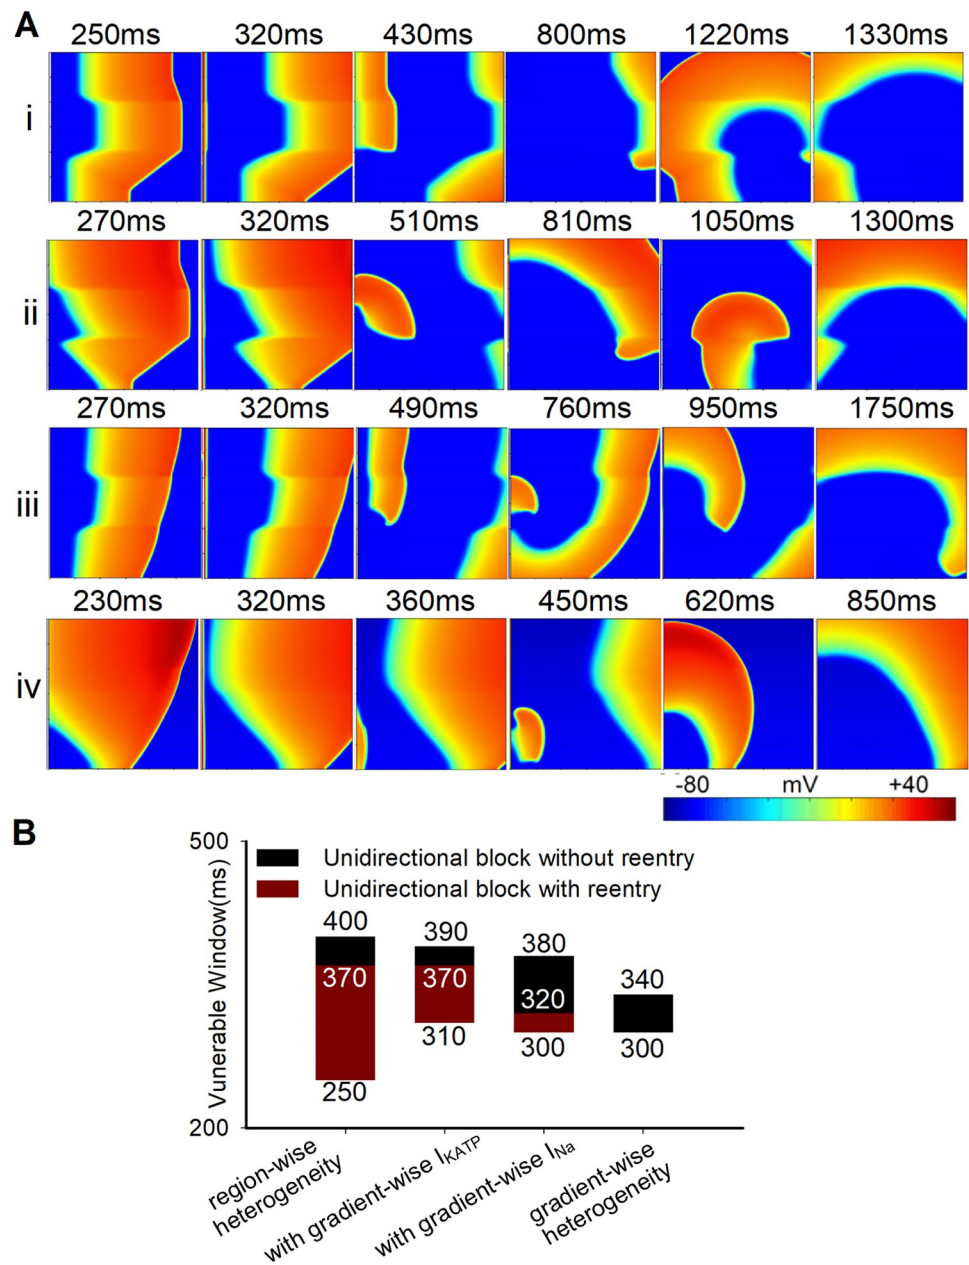 A
250ms 320ms 430ms 800ms 1220ms 1330ms
i
270ms 320ms 510ms 810ms 1050ms 1300ms
ii
270ms 320ms 490ms 760ms 950ms 1750ms
iii
230ms 320ms 360ms 450ms 620ms 850ms
iv
-80 mV +40
B
500
Vunerable Window(ms)
200
Unidirectional block without reentry
Unidirectional block with reentry
400 390 380 340
370 370 320
250 310 300 300
region-wise
heterogeneity
with gradient-wise I_KATP
with gradient-wise I_Na
gradient-wise
heterogeneity